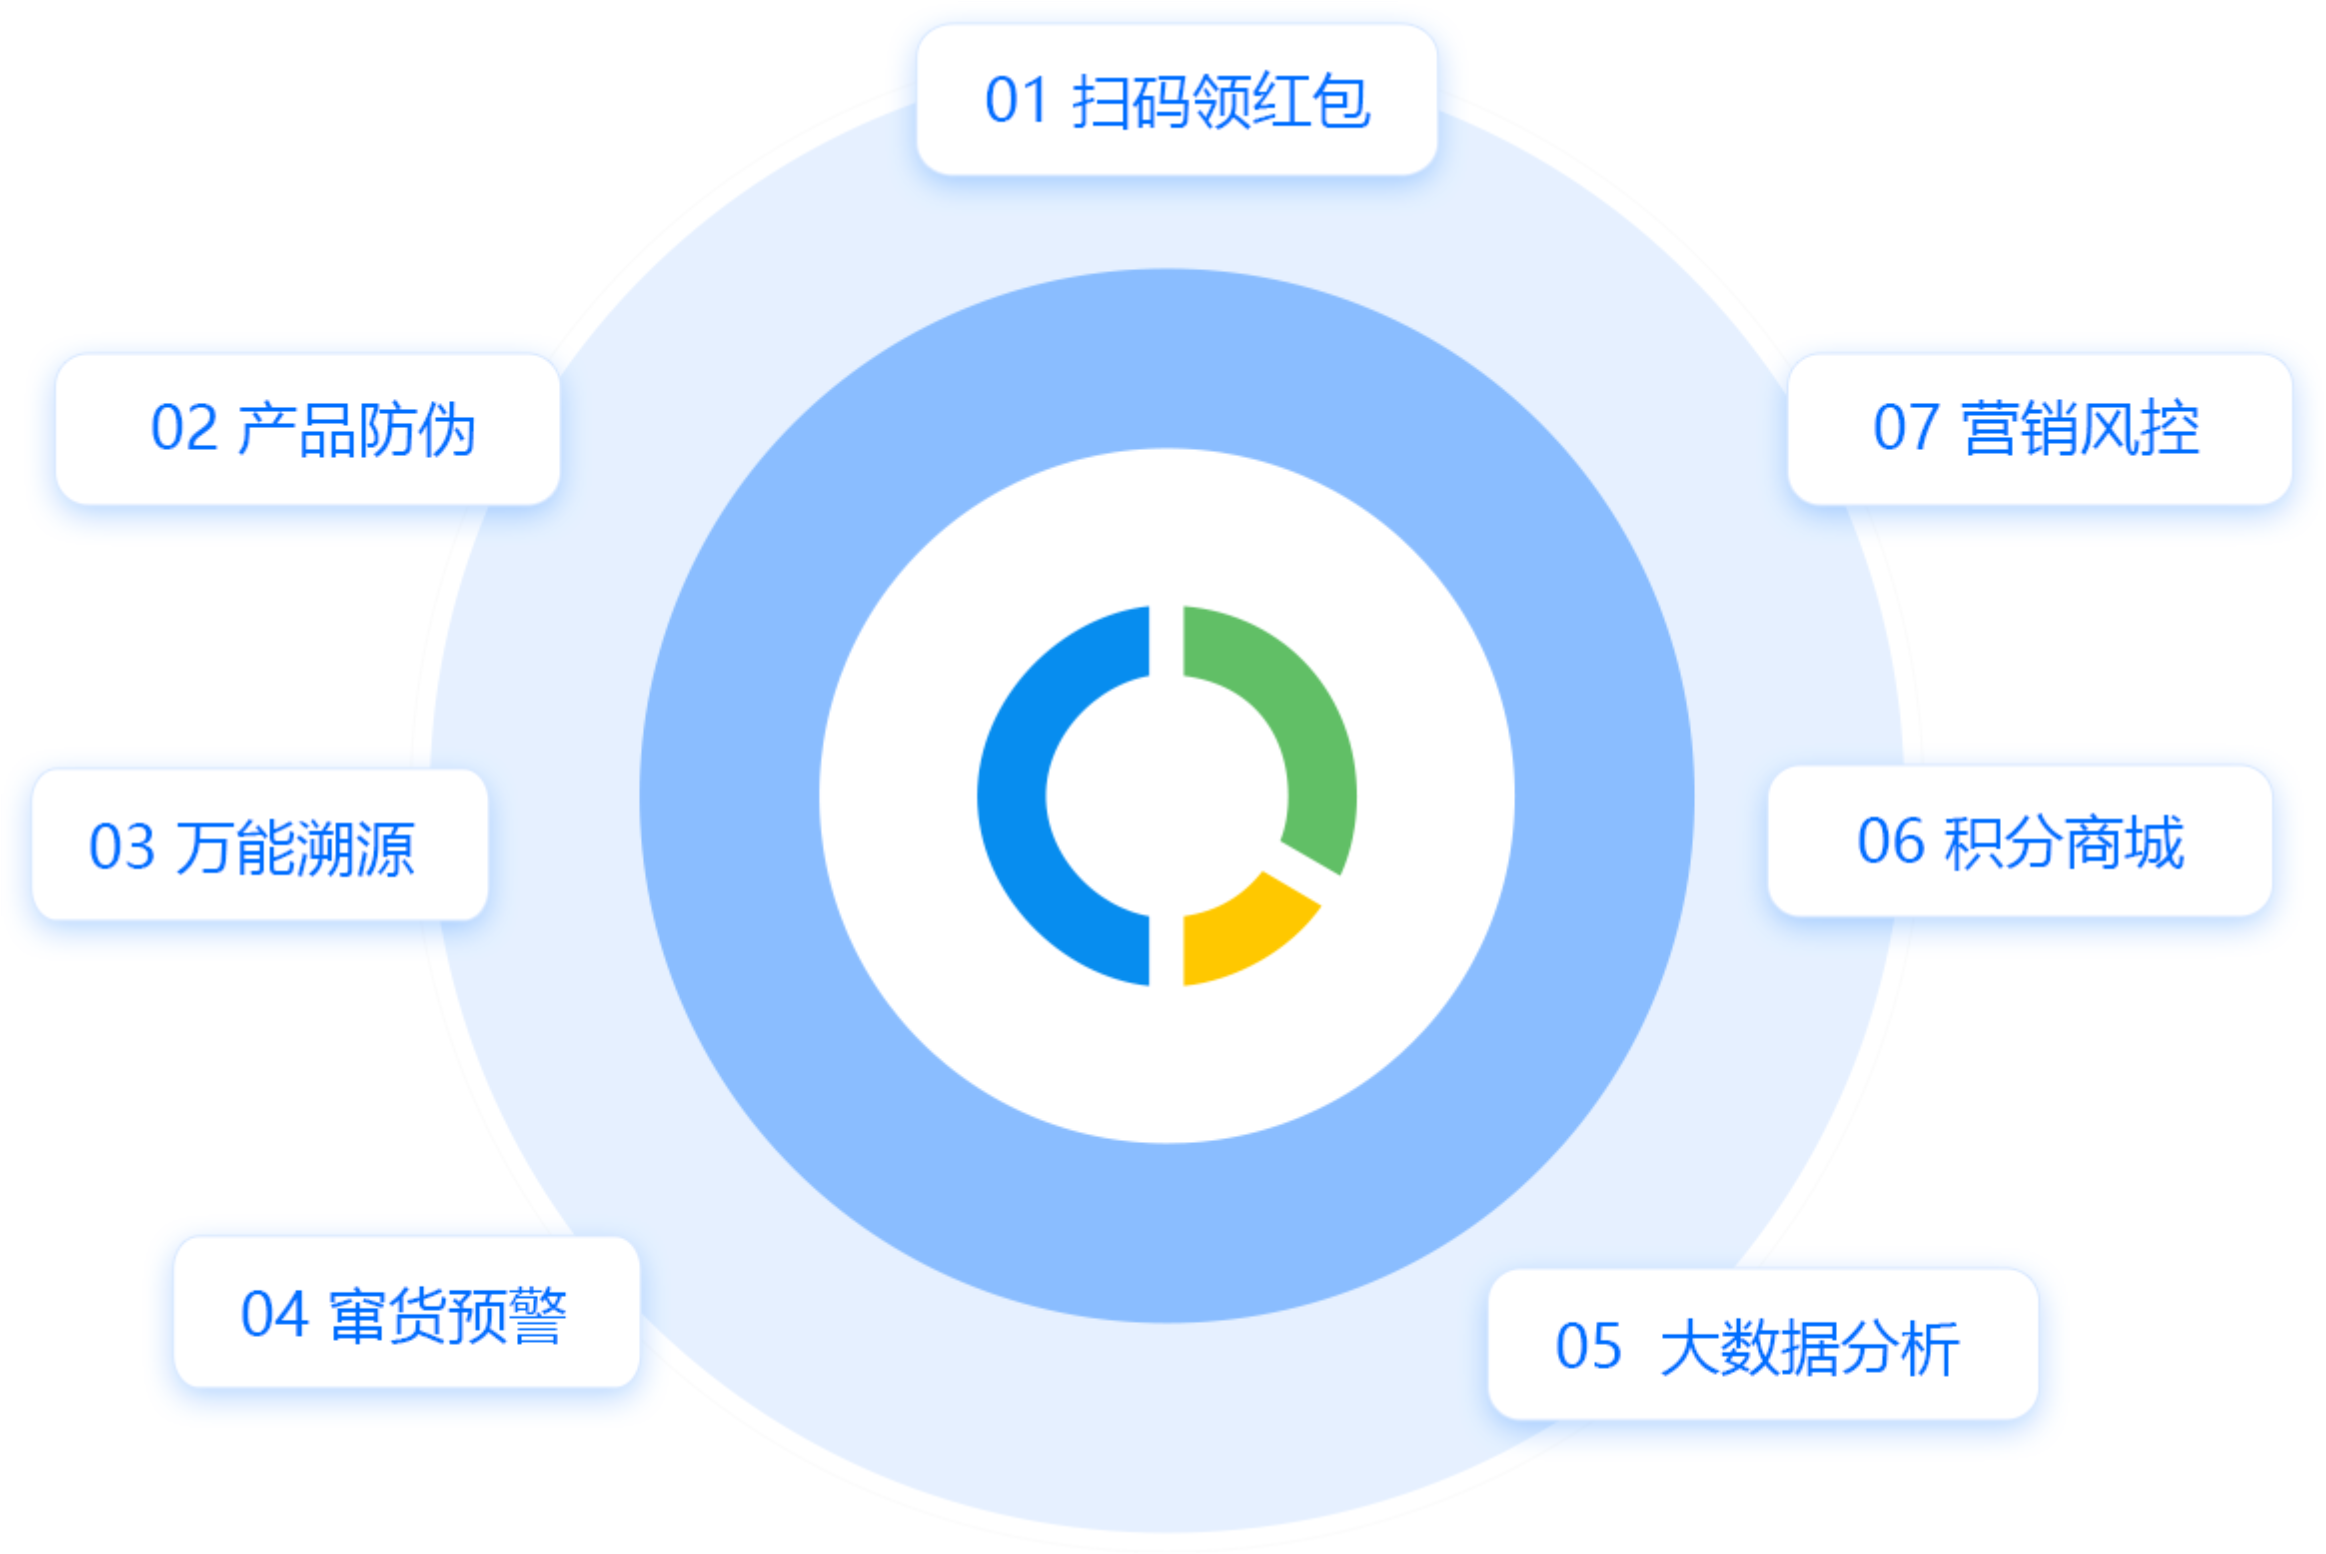 01 扫码领红包
02 产品防伪
03 万能溯源
04 窜货预警
05 大数据分析
06 积分商城
07 营销风控